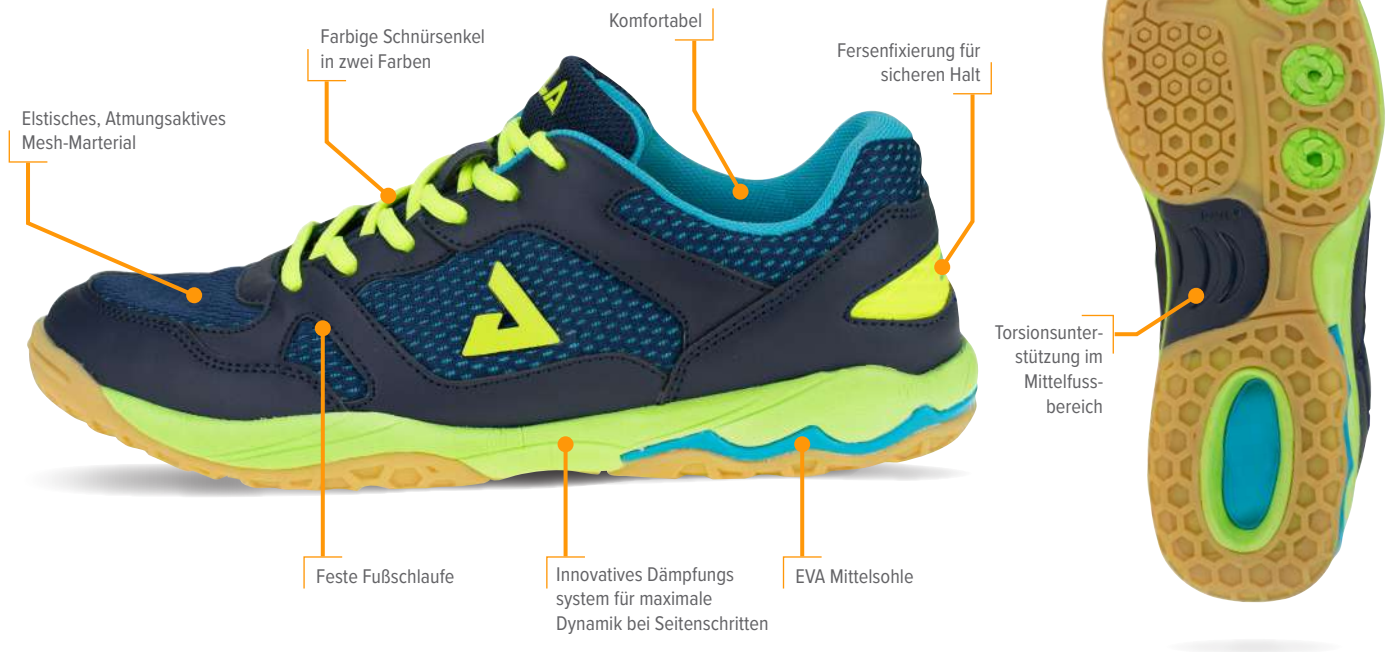 Komfortabel
Farbige Schnürsenkel
in zwei Farben
Fersenfixierung für
sicheren Halt
Elstisches, Atmungsaktives
Mesh-Marterial
Torsionsunter-
stützung im
Mittelfuss-
bereich
Feste Fußschlaufe
Innovatives Dämpfungs
system für maximale
Dynamik bei Seitenschritten
EVA Mittelsohle